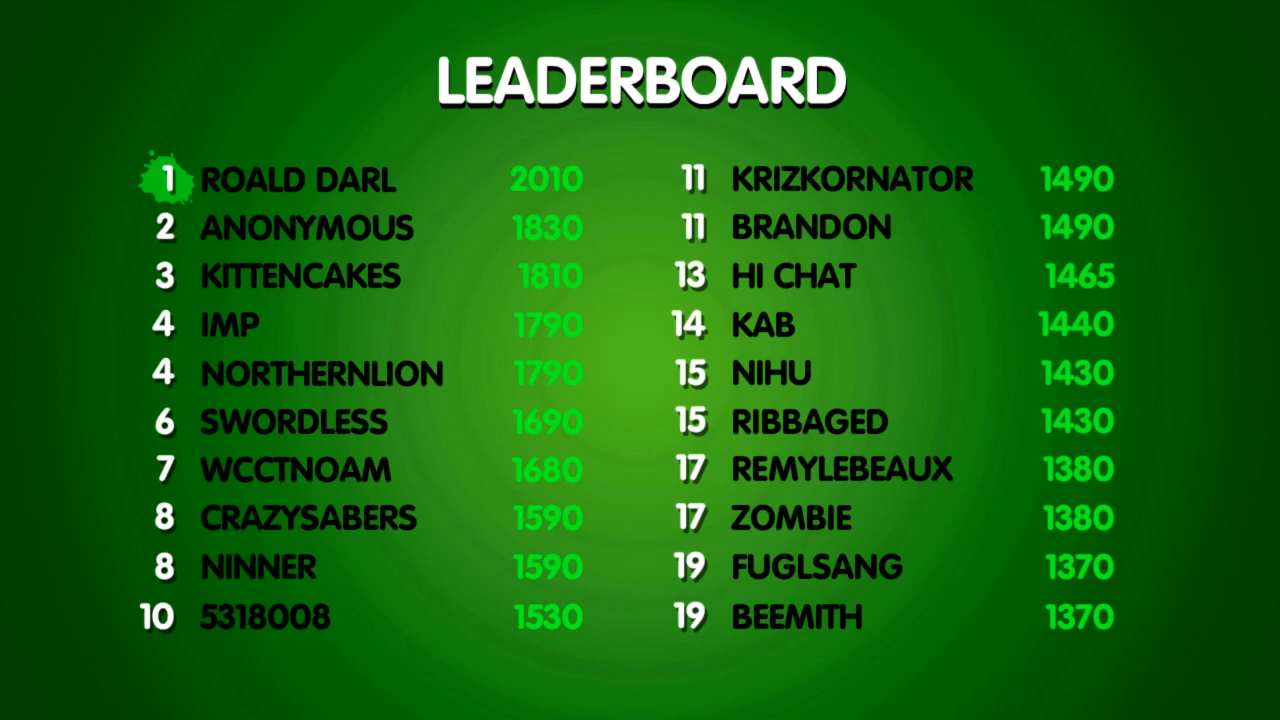 LEADERBOARD
1 ROALD DARL 2010
2 ANONYMOUS 1830
3 KITTENCAKES 1810
4 IMP 1790
4 NORTHERNLION 1790
6 SWORDLESS 1690
7 WCCTNOAM 1680
8 CRAZYSABERS 1590
8 NINNER 1590
10 5318008 1530
11 KRIZKORNATOR 1490
11 BRANDON 1490
13 HI CHAT 1465
14 KAB 1440
15 NIHU 1430
15 RIBBAGED 1430
17 REMYLEBEAUX 1380
17 ZOMBIE 1380
19 FUGLSANG 1370
19 BEEMITH 1370